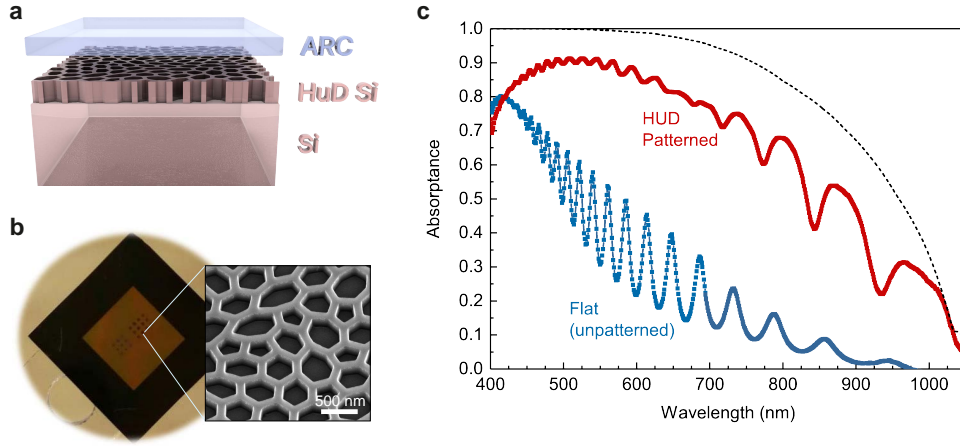 a
ARC
HuD Si
Si
b
500 nm
c
Absorptance
1.0
0.9
0.8
0.7
0.6
0.5
0.4
0.3
0.2
0.1
0.0
HUD
Patterned
Flat
(unpatterned)
400 500 600 700 800 900 1000
Wavelength (nm)